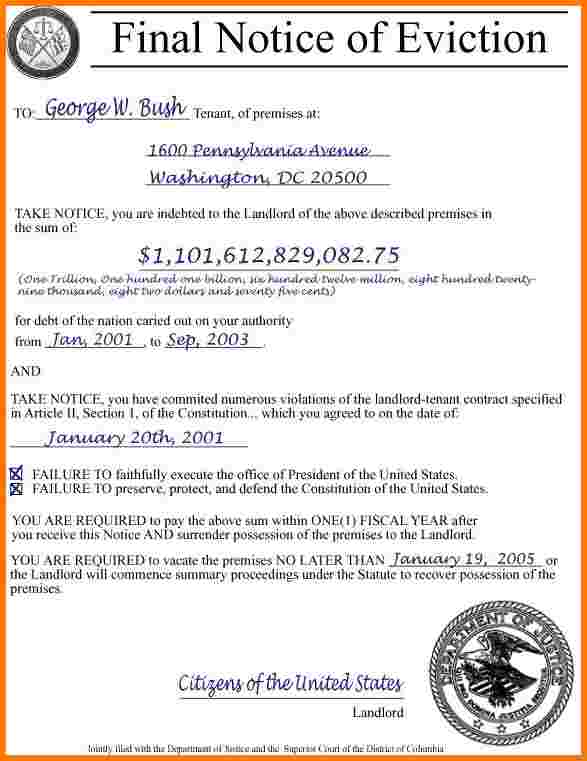 Final Notice of Eviction
TO: George W. Bush Tenant, of premises at:
1600 Pennsylvania Avenue
Washington, DC 20500
TAKE NOTICE, you are indebted to the Landlord of the above described premises in
the sum of:
$1,101,612,829,082.75
(One Trillion, One hundred one billion, six hundred twelve million, eight hundred twenty-
nine thousand, eight two dollars and seventy five cents)
for debt of the nation caried out on your authority
from Jan, 2001 , to Sep, 2003 .
AND
TAKE NOTICE, you have commited numerous violations of the landlord-tenant contract specified
in Article II, Section 1, of the Constitution... which you agreed to on the date of:
January 20th, 2001
FAILURE TO faithfully execute the office of President of the United States.
FAILURE TO preserve, protect, and defend the Constitution of the United States.
YOU ARE REQUIRED to pay the above sum within ONE(1) FISCAL YEAR after
you receive this Notice AND surrender possession of the premises to the Landlord.
YOU ARE REQUIRED to vacate the premises NO LATER THAN January 19, 2005 or
the Landlord will commence summary proceedings under the Statute to recover possession of the
premises.
DEPARTMENT OF JUSTICE
QUI PRO DOMINA JUSTITIA SEQUITUR
Citizens of the United States
Landlord
Jointly filed with the Department of Justice and the Superior Court of the District of Columbia